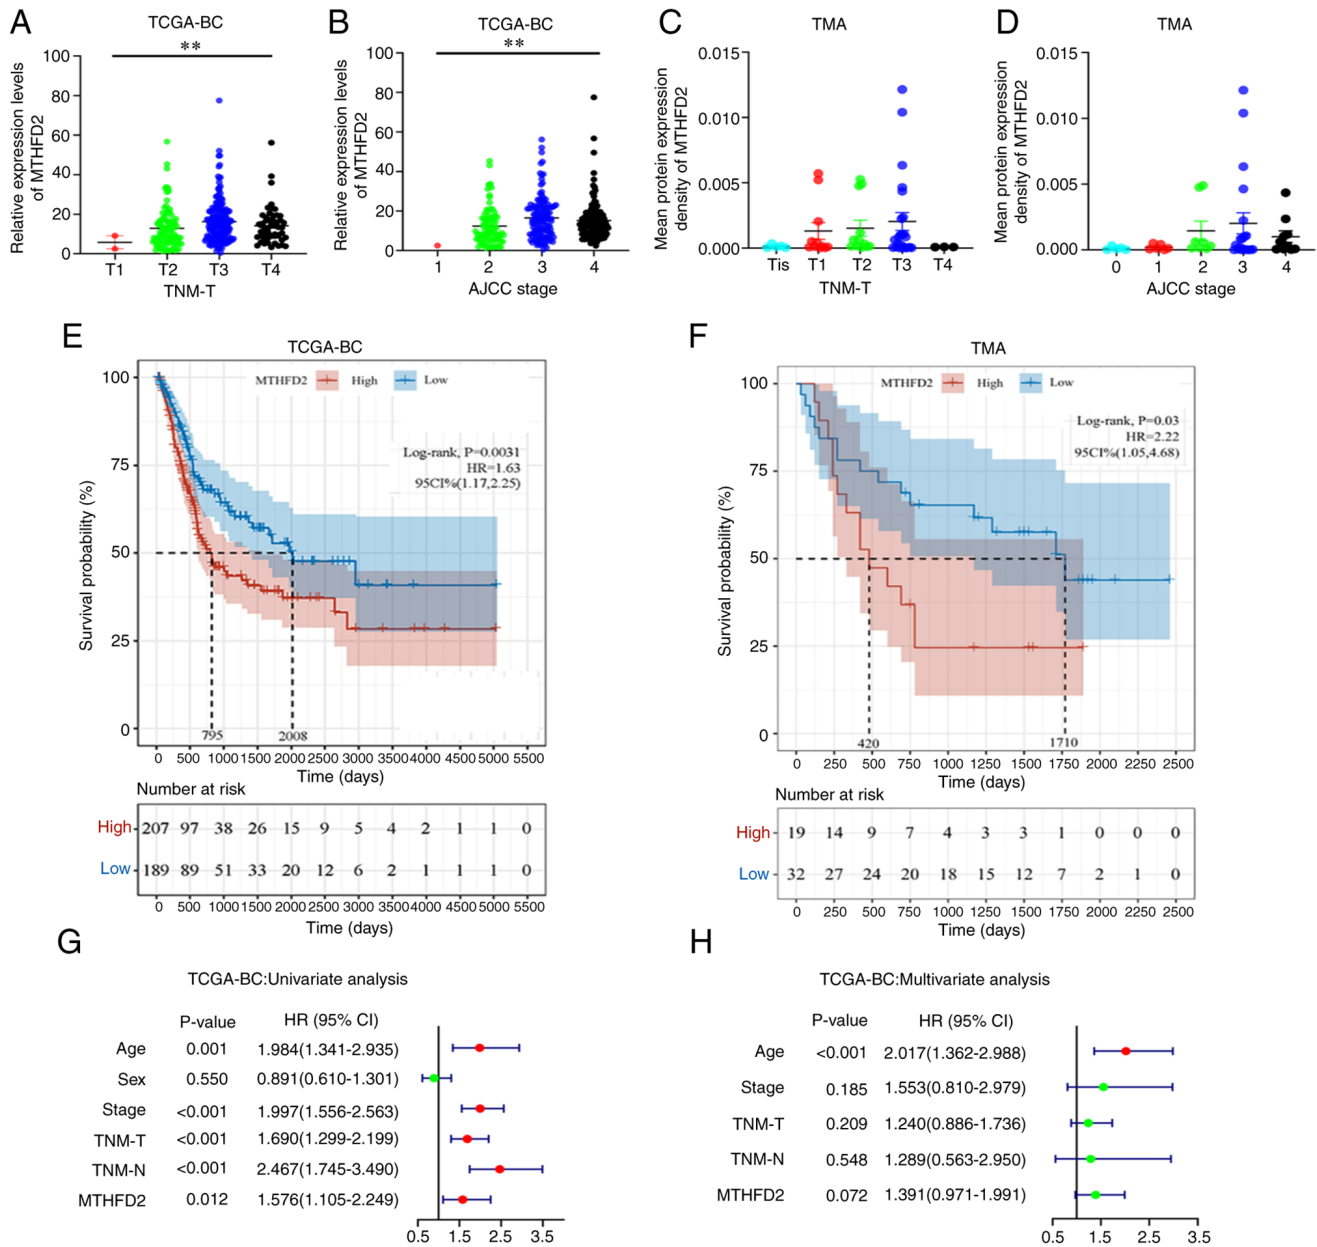 A
TCGA-BC
**
Relative expression levels
of MTHFD2
100
80
60
40
20
0
T1 T2 T3 T4
TNM-T
B
TCGA-BC
**
Relative expression levels
of MTHFD2
100
80
60
40
20
0
1 2 3 4
AJCC stage
C
TMA
Mean protein expression
density of MTHFD2
0.015
0.010
0.005
0.000
Tis T1 T2 T3 T4
TNM-T
D
TMA
Mean protein expression
density of MTHFD2
0.015
0.010
0.005
0.000
0 1 2 3 4
AJCC stage
E
TCGA-BC
MTHFD2 High Low
Log-rank, P=0.0031
HR=1.63
95CI%(1.17,2.25)
Survival probability (%)
100
75
50
25
0
795 2008
0 500 1000 1500 2000 2500 3000 3500 4000 4500 5000 5500
Time (days)
Number at risk
High 207 97 38 26 15 9 5 4 2 1 1 0
Low 189 89 51 33 20 12 6 2 1 1 1 0
0 500 1000 1500 2000 2500 3000 3500 4000 4500 5000 5500
Time (days)
F
TMA
MTHFD2 High Low
Log-rank, P=0.03
HR=2.22
95CI%(1.05,4.68)
Survival probability (%)
100
75
50
25
0
420 1710
0 250 500 750 1000 1250 1500 1750 2000 2250 2500
Time (days)
Number at risk
High 19 14 9 7 4 3 3 1 0 0 0
Low 32 27 24 20 18 15 12 7 2 1 0
0 250 500 750 1000 1250 1500 1750 2000 2250 2500
Time (days)
G
TCGA-BC:Univariate analysis
P-value HR (95% CI)
Age 0.001 1.984(1.341-2.935)
Sex 0.550 0.891(0.610-1.301)
Stage <0.001 1.997(1.556-2.563)
TNM-T <0.001 1.690(1.299-2.199)
TNM-N <0.001 2.467(1.745-3.490)
MTHFD2 0.012 1.576(1.105-2.249)
0.5 1.5 2.5 3.5
H
TCGA-BC:Multivariate analysis
P-value HR (95% CI)
Age <0.001 2.017(1.362-2.988)
Stage 0.185 1.553(0.810-2.979)
TNM-T 0.209 1.240(0.886-1.736)
TNM-N 0.548 1.289(0.563-2.950)
MTHFD2 0.072 1.391(0.971-1.991)
0.5 1.5 2.5 3.5